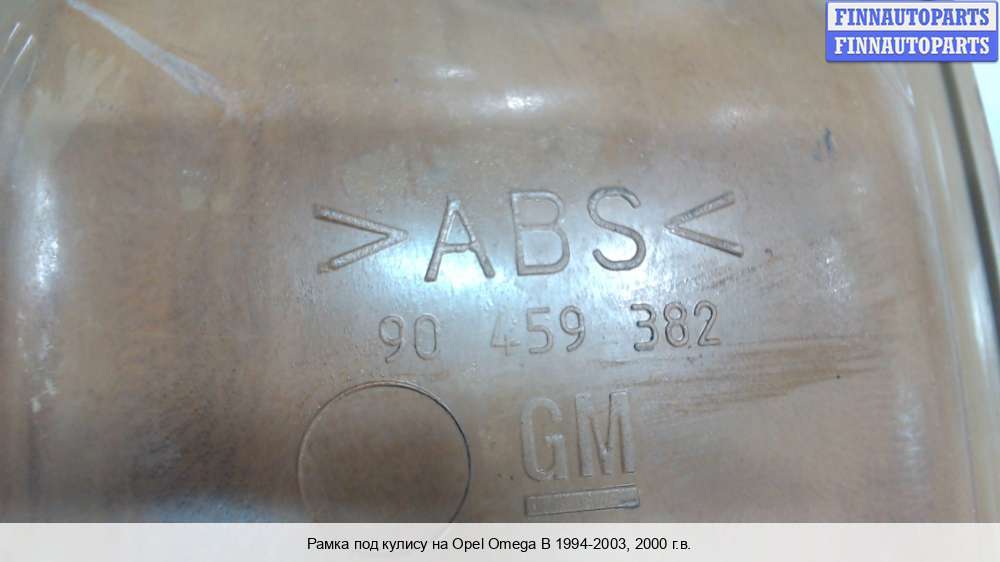 FINNAUTOPARTS
FINNAUTOPARTS
>ABS<
90 459 382
GM
Рамка под кулису на Opel Omega B 1994-2003, 2000 г.в.